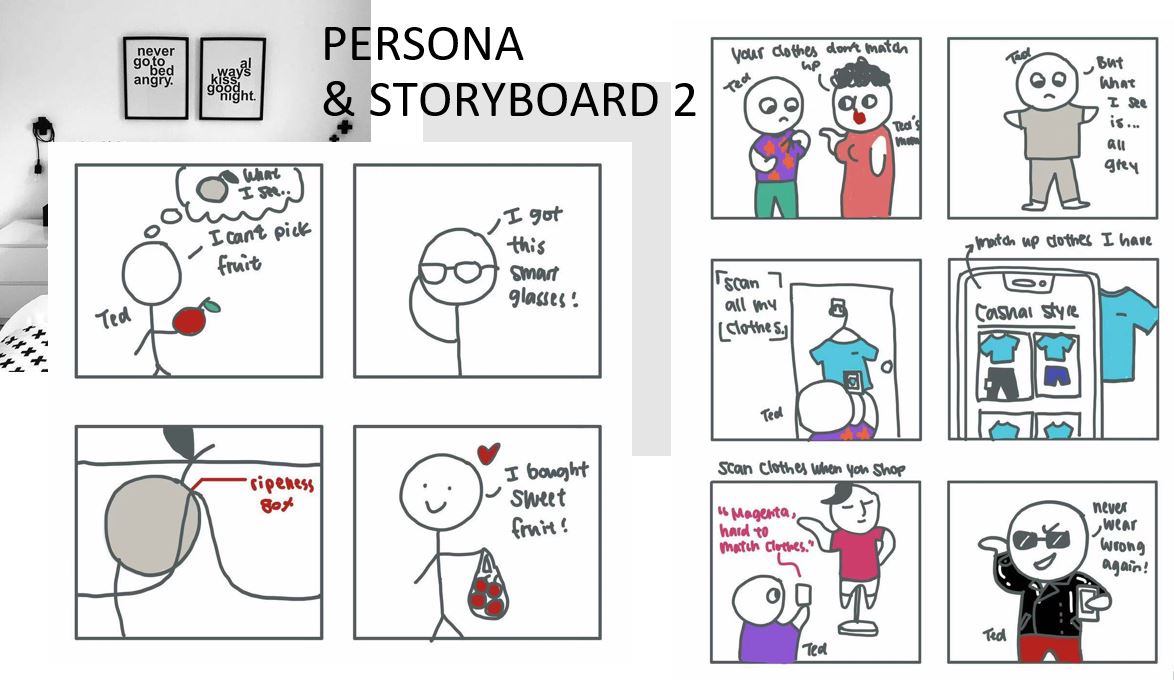 PERSONA
& STORYBOARD 2
never
go to
bed
angry.
al
ways
kiss
good
night.
What
I see..
I can't pick
fruit
Ted
I got
this
smart
glasses!
ripeness
80%
I bought
sweet
fruit!
your clothes don't match
up
Ted
Ted's
mom
Ted
But
what
I see
is...
all
grey
scan
all my
clothes.
Ted
match up clothes I have
Casual style
Scan clothes when you shop
"Magenta,
hard to
match clothes."
Ted
never
wear
wrong
again!
Ted